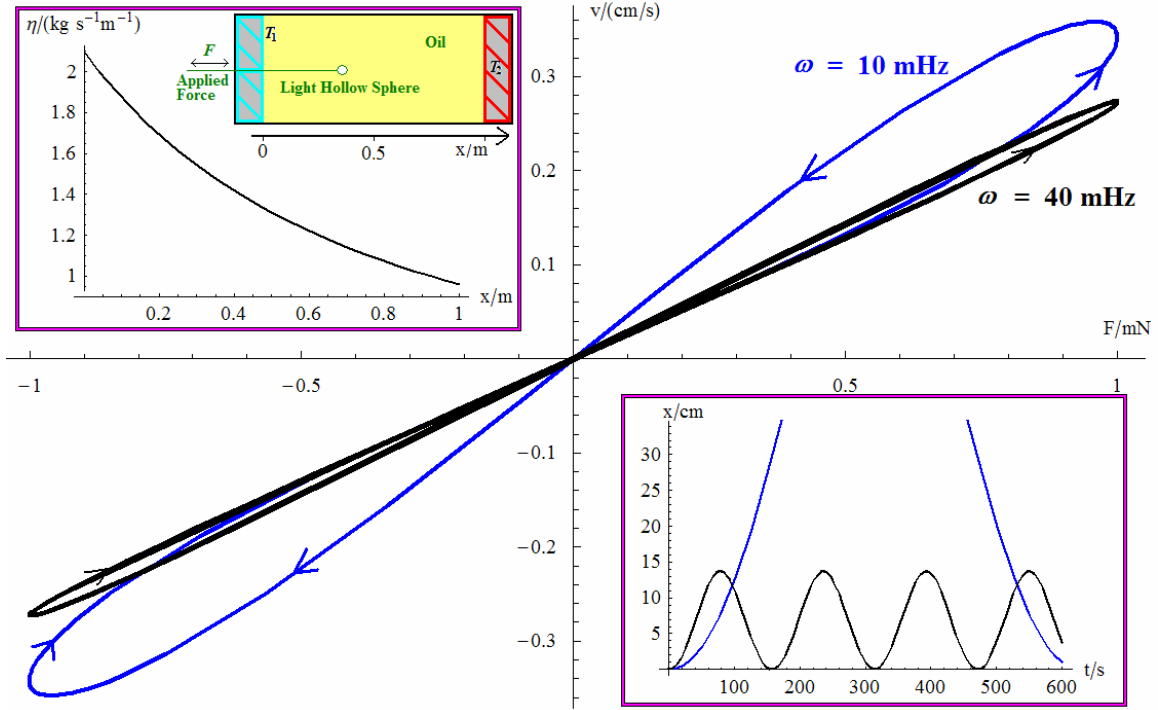 η/(kg s⁻¹m⁻¹)
2
1.8
1.6
1.4
1.2
1
0.2
0.4
0.6
0.8
1
x/m
T₁
T₂
Oil
F
Applied
Force
Light Hollow Sphere
0
0.5
x/m
v/(cm/s)
0.3
0.2
0.1
−0.1
−0.2
−0.3
ω = 10 mHz
ω = 40 mHz
F/mN
−1
−0.5
0.5
1
x/cm
30
25
20
15
10
5
100
200
300
400
500
600
t/s